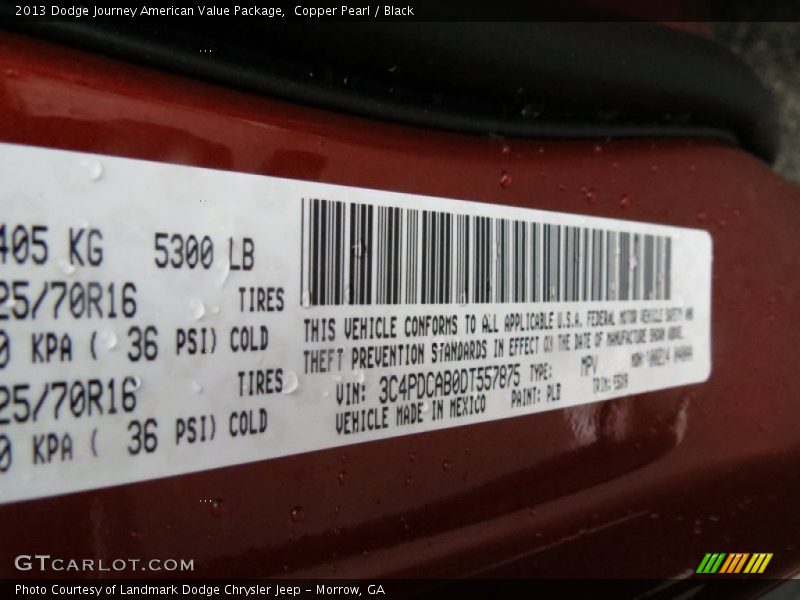 2013 Dodge Journey American Value Package,  Copper Pearl / Black
405 KG 5300 LB
25/70R16 TIRES
0 KPA ( 36 PSI) COLD
25/70R16 TIRES
0 KPA ( 36 PSI) COLD
THIS VEHICLE CONFORMS TO ALL APPLICABLE U.S.A. FEDERAL MOTOR VEHICLE SAFETY AND
THEFT PREVENTION STANDARDS IN EFFECT ON THE DATE OF MANUFACTURE SHOWN ABOVE.
VIN: 3C4PDCAB0DT557875 TYPE: MPV
VEHICLE MADE IN MEXICO PAINT: PLB TRIM:
GTCARLOT.COM
Photo Courtesy of Landmark Dodge Chrysler Jeep - Morrow, GA